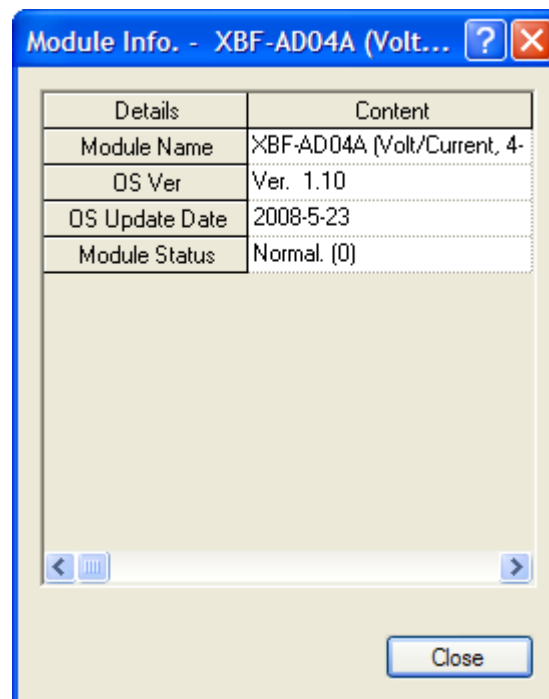 Module Info. - XBF-AD04A (Volt...
Details Content
Module Name XBF-AD04A (Volt/Current, 4-
OS Ver Ver. 1.10
OS Update Date 2008-5-23
Module Status Normal. (0)
Close